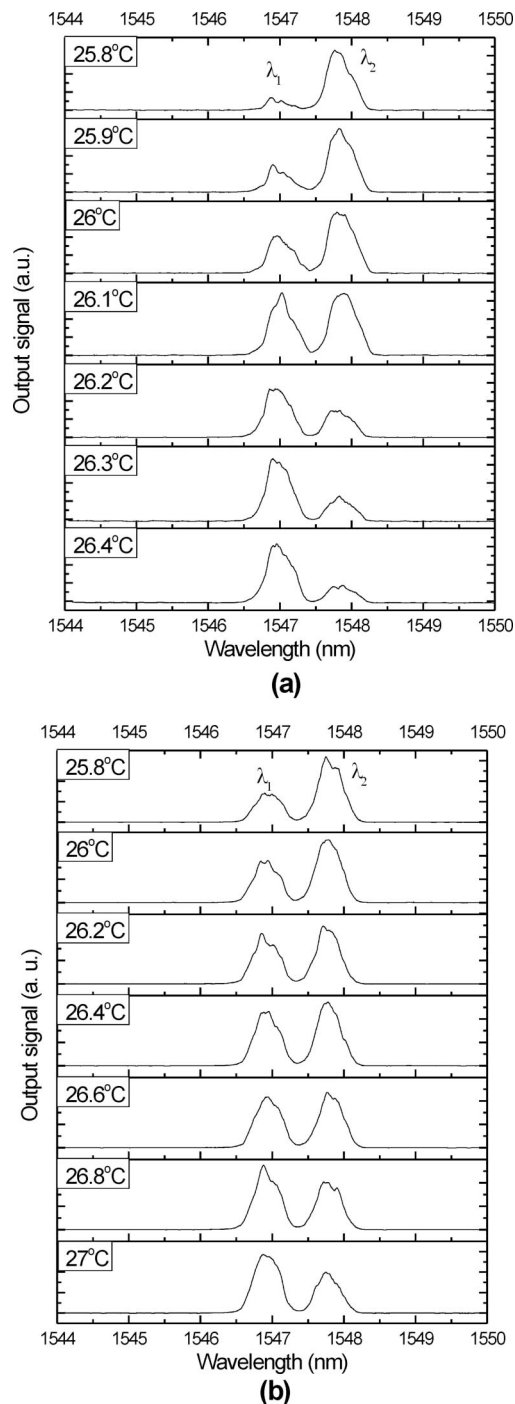 1544 1545 1546 1547 1548 1549 1550
25.8°C
λ1
λ2
25.9°C
26°C
26.1°C
26.2°C
26.3°C
26.4°C
Output signal (a.u.)
1544 1545 1546 1547 1548 1549 1550
Wavelength (nm)
(a)
1544 1545 1546 1547 1548 1549 1550
25.8°C
λ1
λ2
26°C
26.2°C
26.4°C
26.6°C
26.8°C
27°C
Output signal (a. u.)
1544 1545 1546 1547 1548 1549 1550
Wavelength (nm)
(b)